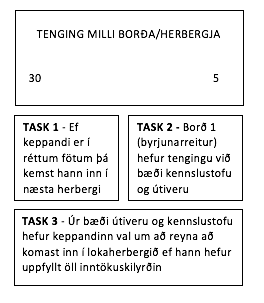 TENGING MILLI BORÐA/HERBERGJA
30 5
TASK 1 - Ef
keppandi er í
réttum fötum þá
kemst hann inn í
næsta herbergi
TASK 2 - Borð 1
(byrjunarreitur)
hefur tengingu við
bæði kennslustofu
og útiveru
TASK 3 - Úr bæði útiveru og kennslustofu
hefur keppandinn val um að reyna að
komast inn í lokaherbergið ef hann hefur
uppfyllt öll inntökuskilyrðin